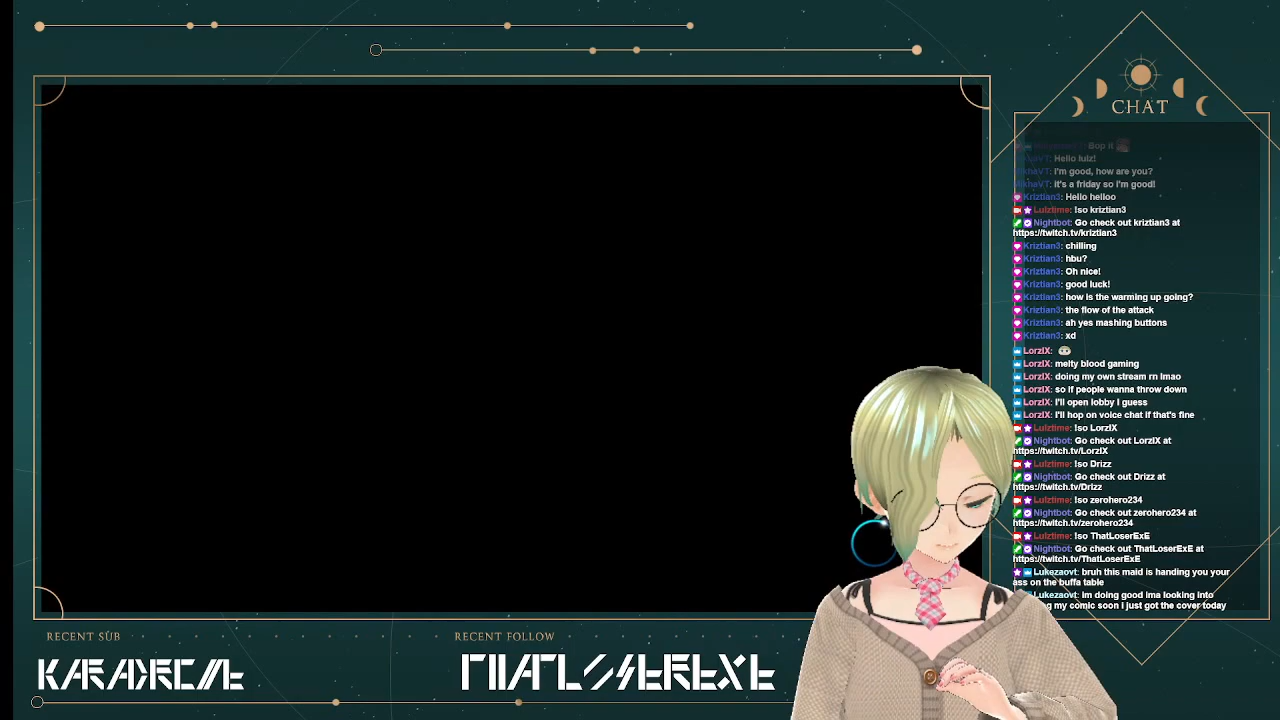 CHAT
Bop it
Hello lulz!
I'm good, how are you?
it's a friday so i'm good!
Kriztian3: Hello helloo
Lulztime: !so kriztian3
Nightbot: Go check out kriztian3 at
https://twitch.tv/kriztian3
Kriztian3: chilling
Kriztian3: hbu?
Kriztian3: Oh nice!
Kriztian3: good luck!
Kriztian3: how is the warming up going?
Kriztian3: the flow of the attack
Kriztian3: ah yes mashing buttons
Kriztian3: xd
LorzIX:
LorzIX: melty blood gaming
LorzIX: doing my own stream rn lmao
LorzIX: so if people wanna throw down
LorzIX: I'll open lobby I guess
LorzIX: I'll hop on voice chat if that's fine
Lulztime: !so LorzIX
Nightbot: Go check out LorzIX at
https://twitch.tv/LorzIX
Lulztime: !so Drizz
Nightbot: Go check out Drizz at
https://twitch.tv/Drizz
Lulztime: !so zerohero234
Nightbot: Go check out zerohero234 at
https://twitch.tv/zerohero234
Lulztime: !so ThatLoserExE
Nightbot: Go check out ThatLoserExE at
https://twitch.tv/ThatLoserExE
Lukezaovt: bruh this maid is handing you your
ass on the buffa table
Lukezaovt: im doing good ima looking into
my comic soon i just got the cover today
RECENT SUB
RECENT FOLLOW
THATLOSEREXE